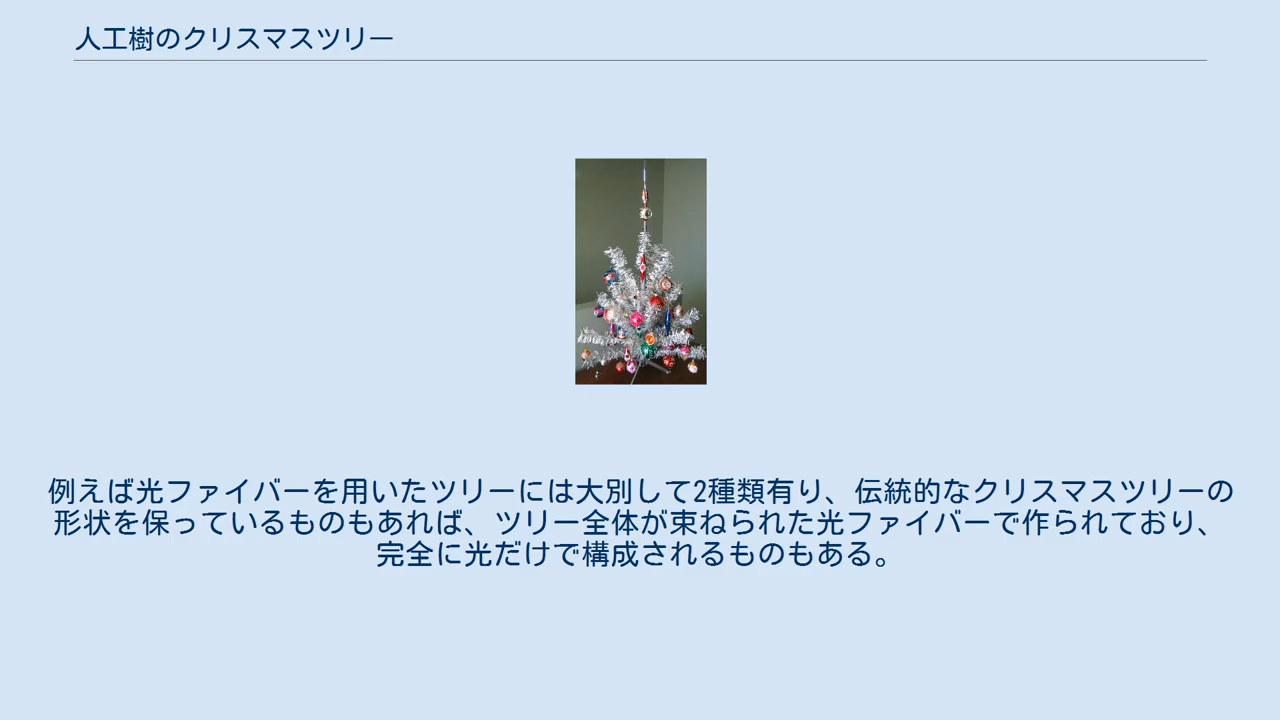 人工樹のクリスマスツリー
例えば光ファイバーを用いたツリーには大別して2種類有り、伝統的なクリスマスツリーの
形状を保っているものもあれば、ツリー全体が束ねられた光ファイバーで作られており、
完全に光だけで構成されるものもある。